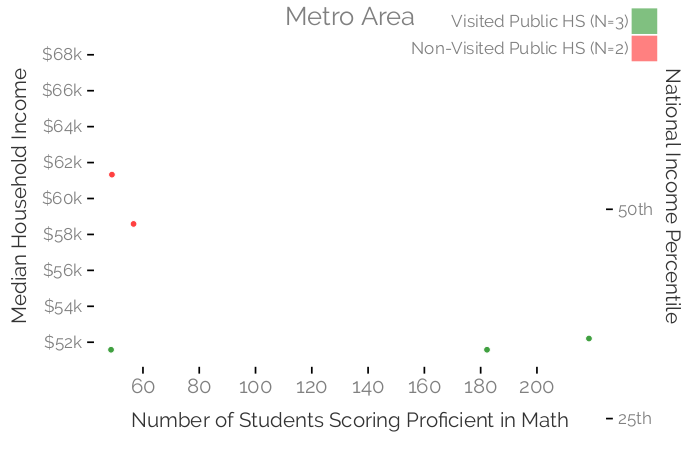 Metro Area
Visited Public HS (N=3)
Non-Visited Public HS (N=2)
Median Household Income
$68k
$66k
$64k
$62k
$60k
$58k
$56k
$54k
$52k
60 80 100 120 140 160 180 200
Number of Students Scoring Proficient in Math
National Income Percentile
50th
25th